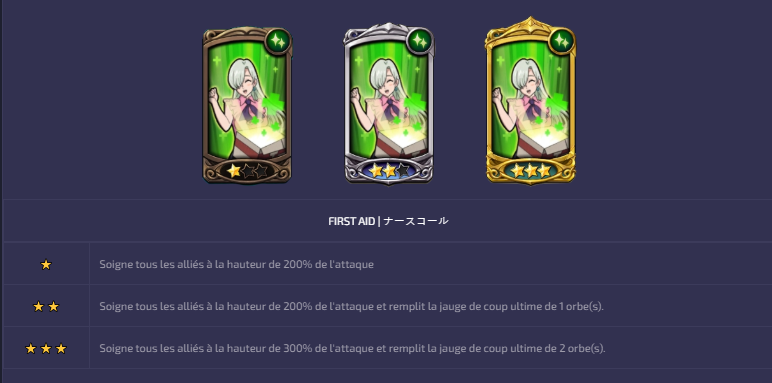 FIRST AID | ナースコール
Soigne tous les alliés à la hauteur de 200% de l'attaque
Soigne tous les alliés à la hauteur de 200% de l'attaque et remplit la jauge de coup ultime de 1 orbe(s).
Soigne tous les alliés à la hauteur de 300% de l'attaque et remplit la jauge de coup ultime de 2 orbe(s).